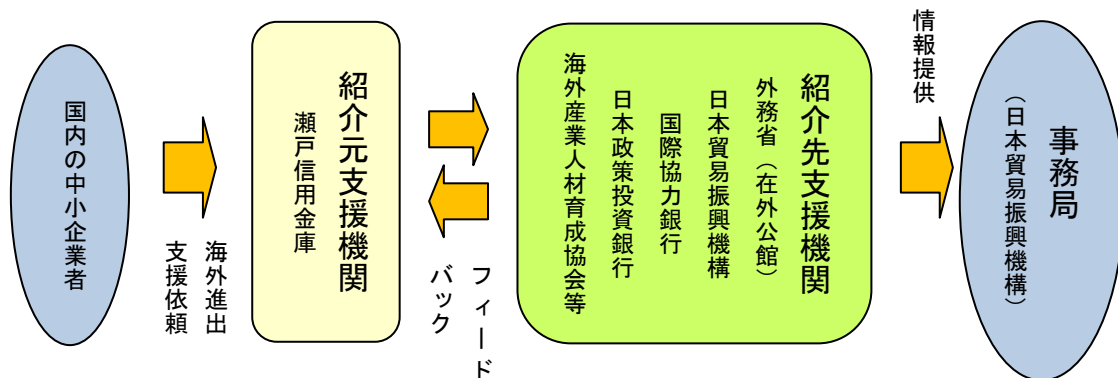 国内の中小企業者
海外進出
支援依頼
紹介元支援機関
瀬戸信用金庫
フィード
バック
紹介先支援機関
外務省（在外公館）
日本貿易振興機構
国際協力銀行
日本政策投資銀行
海外産業人材育成協会等
情報提供
事務局
（日本貿易振興機構）